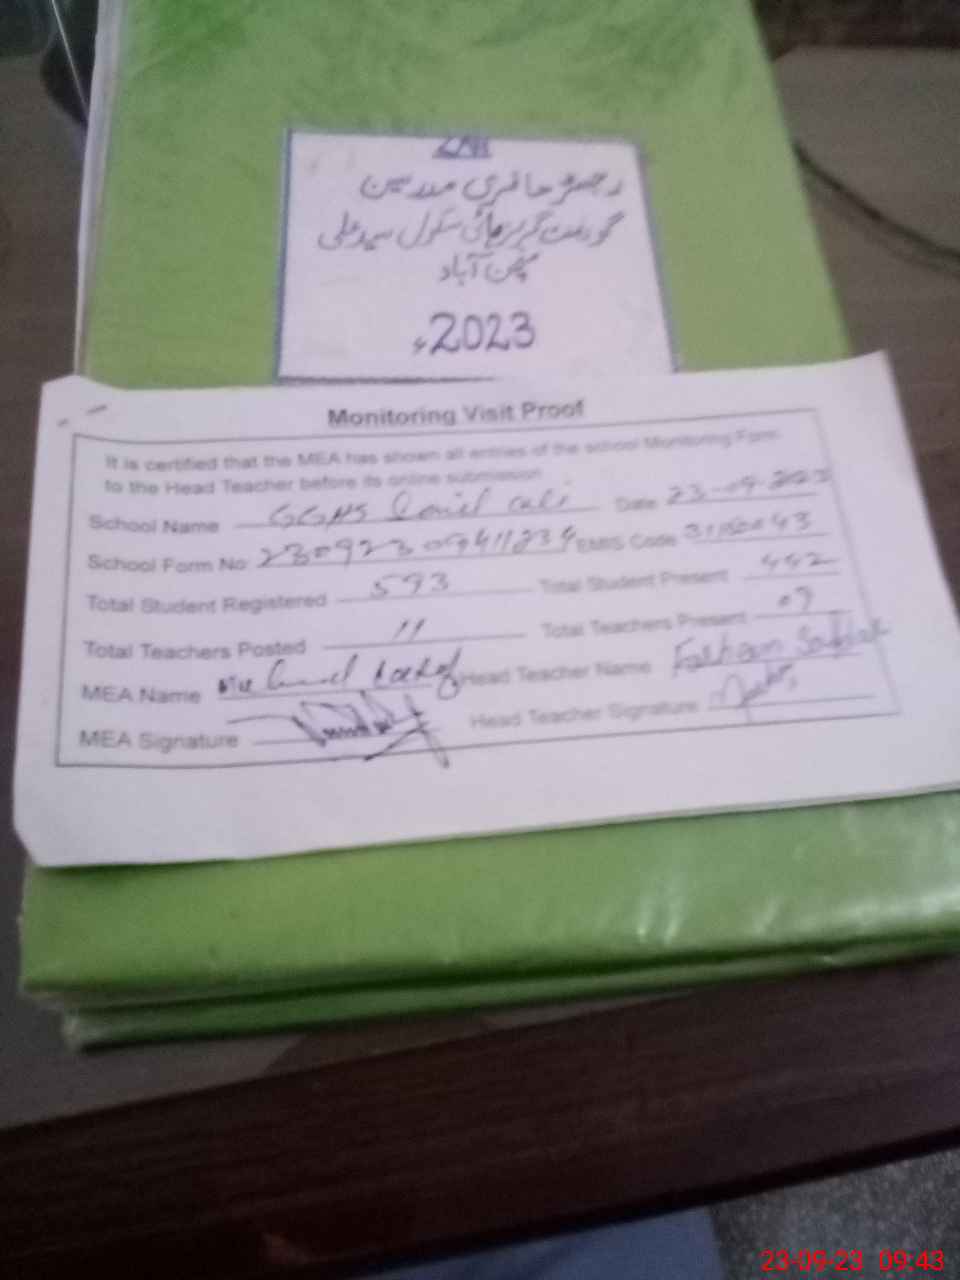 رجسٹر حاضری مدرسین
گورنمنٹ گرلز ہائی سکول سید علی
منچن آباد
2023ء
Monitoring Visit Proof
It is certified that the MEA has shown all entries of the school Monitoring Form
to the Head Teacher before its online submission
School Name GGHS Date 23-09-2023
School Form No EMIS Code
Total Student Registered 593 Total Student Present 442
Total Teachers Posted 11 Total Teachers Present 09
MEA Name Head Teacher Name
MEA Signature Head Teacher Signature
23-09-23 09:43